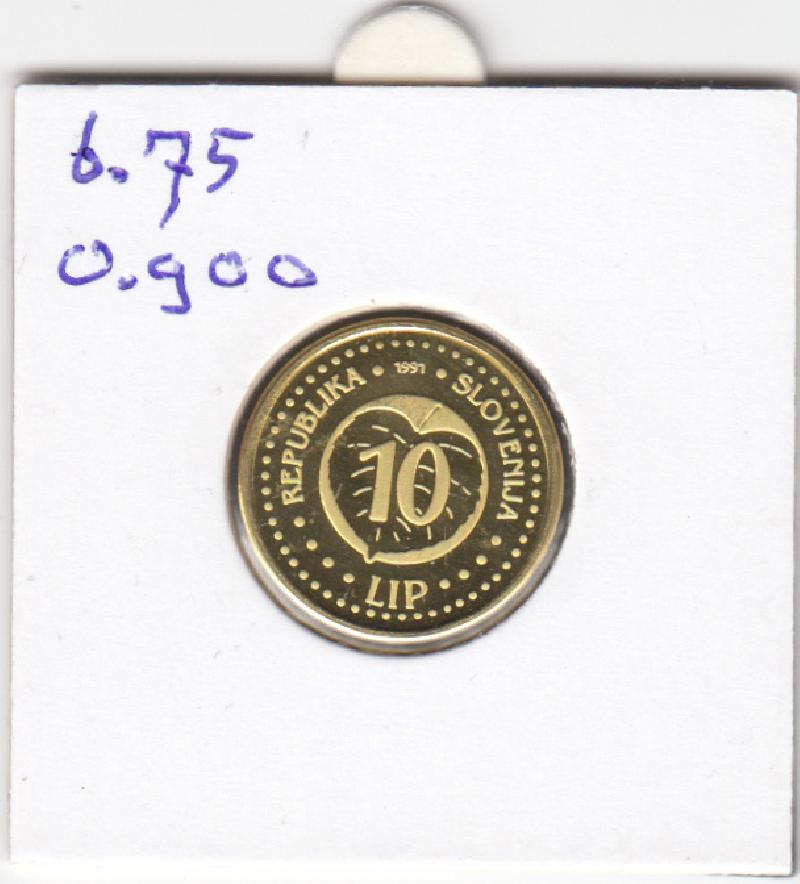 6.75
0.900
REPUBLIKA • 1991 • SLOVENIJA
10
LIP